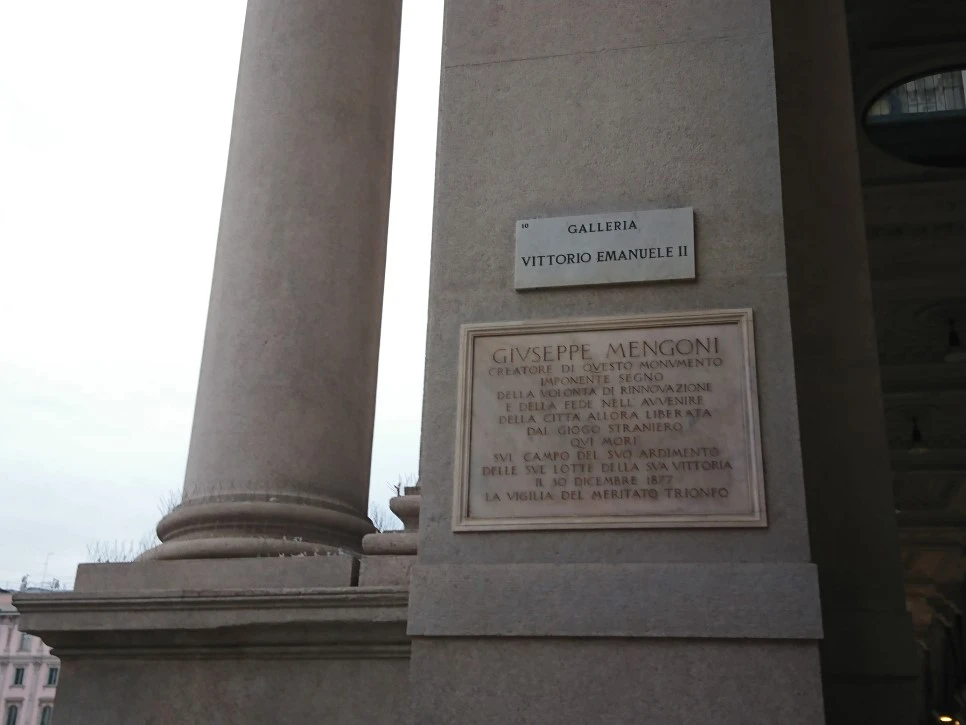 10
GALLERIA
VITTORIO EMANUELE II
GIVSEPPE MENGONI
CREATORE DI QVESTO MONVMENTO
IMPONENTE SEGNO
DELLA VOLONTÀ DI RINNOVAZIONE
E DELLA FEDE NELL' AVVENIRE
DELLA CITTÀ ALLORA LIBERATA
DAL GIOGO STRANIERO
QVI MORÌ
SVL CAMPO DEL SVO ARDIMENTO
DELLE SVE LOTTE DELLA SVA VITTORIA
IL 30 DICEMBRE 1877
LA VIGILIA DEL MERITATO TRIONFO